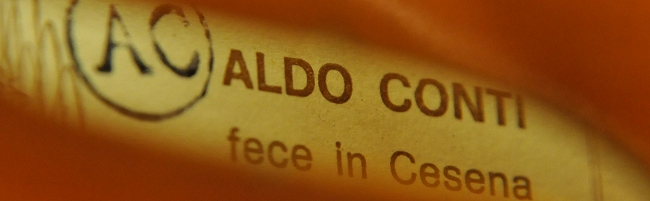 AC ALDO CONTI
fece in Cesena